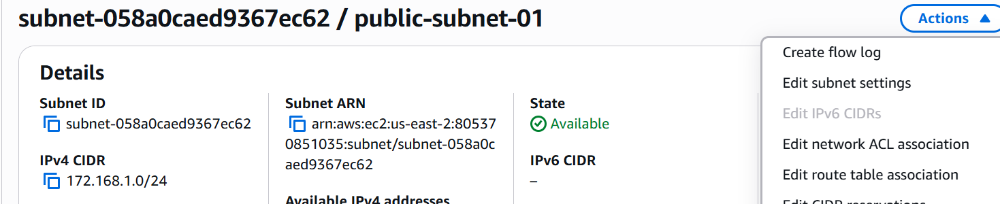 subnet-058a0caed9367ec62 / public-subnet-01
Actions
Create flow log
Edit subnet settings
Edit IPv6 CIDRs
Edit network ACL association
Edit route table association
Edit CIDR reservations
Details
Subnet ID
subnet-058a0caed9367ec62
IPv4 CIDR
172.168.1.0/24
Subnet ARN
arn:aws:ec2:us-east-2:80537
0851035:subnet/subnet-058a0c
aed9367ec62
Available IPv4 addresses
State
Available
IPv6 CIDR
–